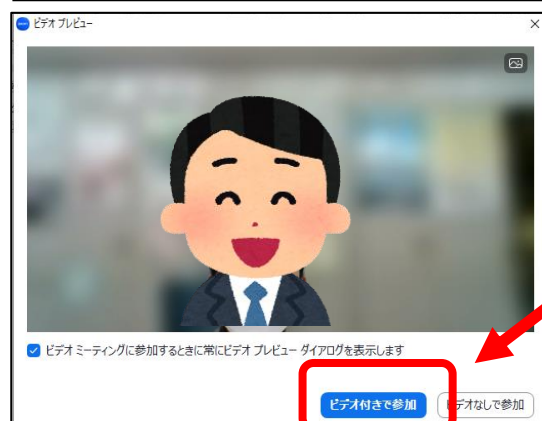 ビデオ プレビュー
ビデオ ミーティングに参加するときに常にビデオ プレビュー ダイアログを表示します
ビデオ付きで参加
ビデオなしで参加